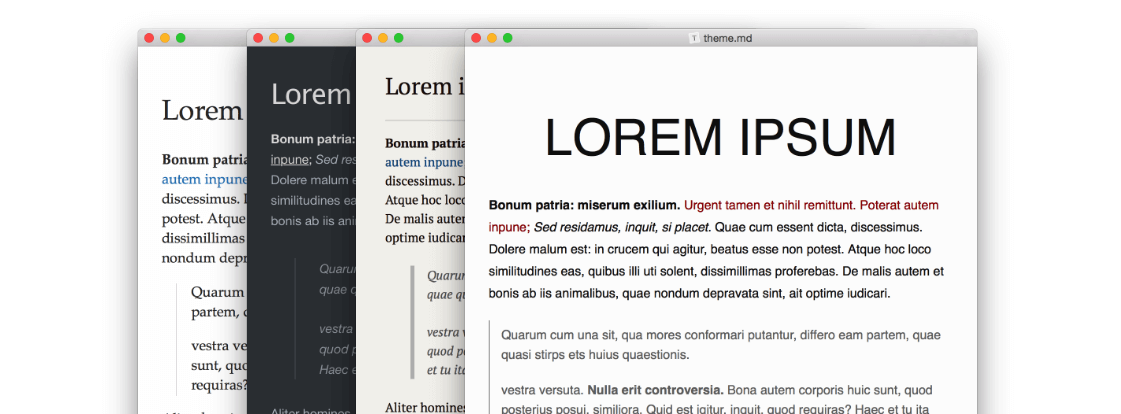 theme.md
Lorem
Bonum patria
autem inpune
discessimus.
potest. Atque
dissimillimas
nondum depr
Quarum
partem,
vestra ve
sunt, quo
requiras?
Lorem
Bonum patria:
inpune; Sed res
Dolere malum e
similitudines ea
bonis ab iis anim
Quaru
quae q
vestra
quod p
Haec e
Aliter homines
Lorem i
Bonum patria:
autem inpune
discessimus. D
Atque hoc loco
De malis auter
optime iudicar
Quarum
quae qu
vestra v
quod po
et tu ita
Aliter homines
LOREM IPSUM
Bonum patria: miserum exilium. Urgent tamen et nihil remittunt. Poterat autem
inpune; Sed residamus, inquit, si placet. Quae cum essent dicta, discessimus.
Dolere malum est: in crucem qui agitur, beatus esse non potest. Atque hoc loco
similitudines eas, quibus illi uti solent, dissimillimas proferebas. De malis autem et
bonis ab iis animalibus, quae nondum depravata sint, ait optime iudicari.
Quarum cum una sit, qua mores conformari putantur, differo eam partem, quae
quasi stirps ets huius quaestionis.
vestra versuta. Nulla erit controversia. Bona autem corporis huic sunt, quod
posterius posui, similiora. Quid est igitur, inquit, quod requiras? Haec et tu ita